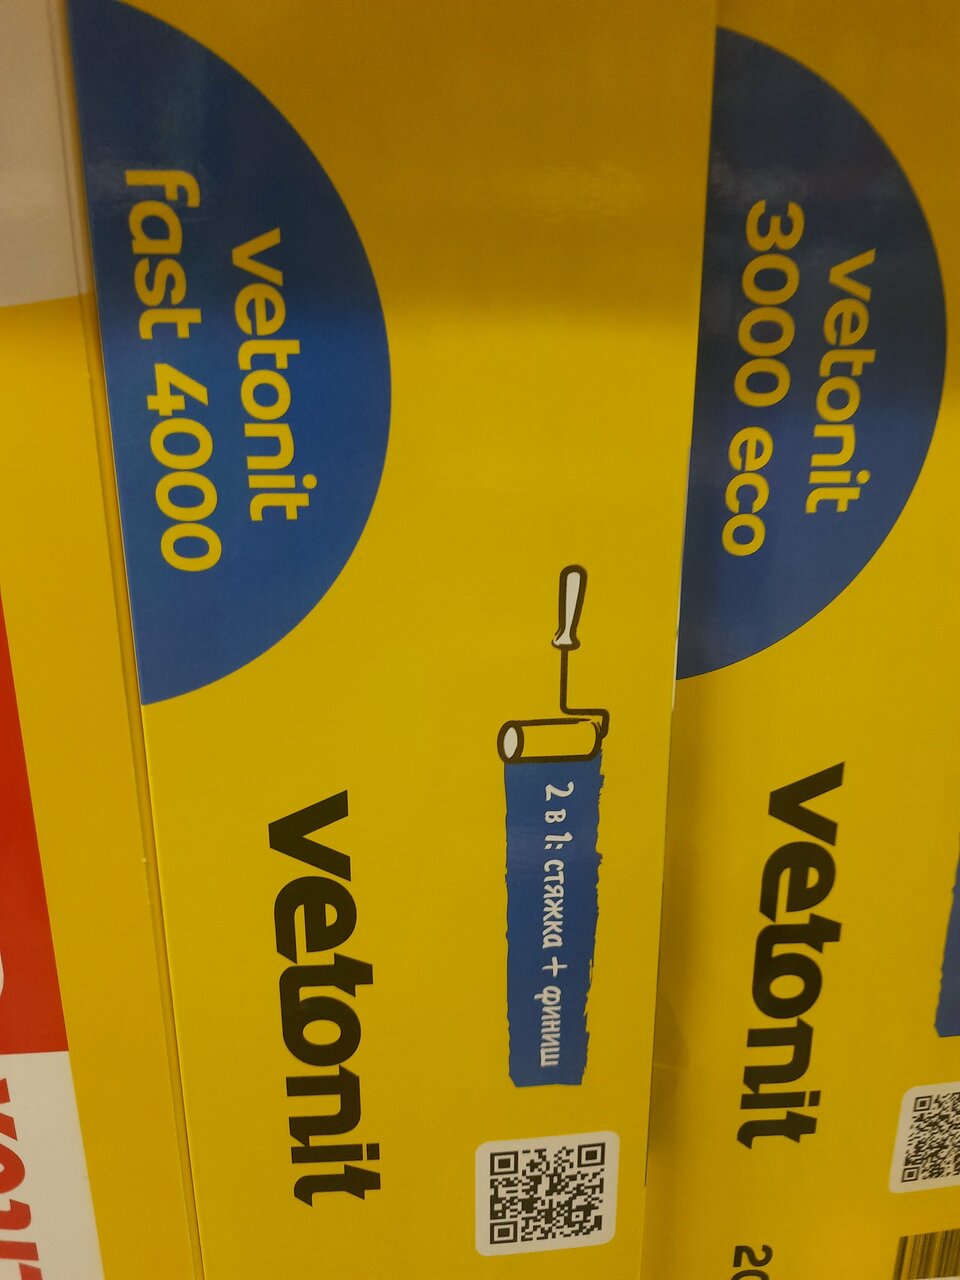 vetonit
fast 4000
2 в 1: стяжка + финиш
vetonit
vetonit
3000 eco
vetonit